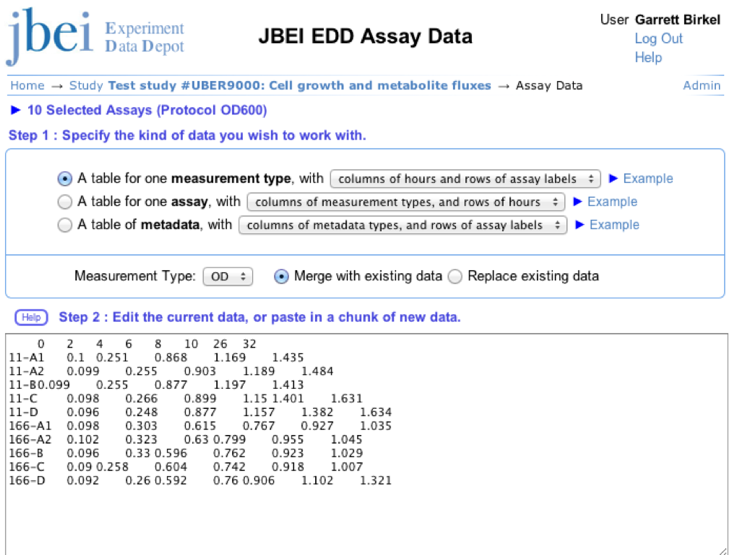 jbei Experiment Data Depot
JBEI EDD Assay Data
User Garrett Birkel
Log Out
Help
Home → Study Test study #UBER9000: Cell growth and metabolite fluxes → Assay Data Admin
▶ 10 Selected Assays (Protocol OD600)
Step 1 : Specify the kind of data you wish to work with.
A table for one measurement type, with columns of hours and rows of assay labels ▶ Example
A table for one assay, with columns of measurement types, and rows of hours ▶ Example
A table of metadata, with columns of metadata types, and rows of assay labels ▶ Example
Measurement Type: OD Merge with existing data Replace existing data
Help Step 2 : Edit the current data, or paste in a chunk of new data.
0 2 4 6 8 10 26 32
11-A1 0.1 0.251 0.868 1.169 1.435
11-A2 0.099 0.255 0.903 1.189 1.484
11-B0.099 0.255 0.877 1.197 1.413
11-C 0.098 0.266 0.899 1.15 1.401 1.631
11-D 0.096 0.248 0.877 1.157 1.382 1.634
166-A1 0.098 0.303 0.615 0.767 0.927 1.035
166-A2 0.102 0.323 0.63 0.799 0.955 1.045
166-B 0.096 0.33 0.596 0.762 0.923 1.029
166-C 0.09 0.258 0.604 0.742 0.918 1.007
166-D 0.092 0.26 0.592 0.76 0.906 1.102 1.321